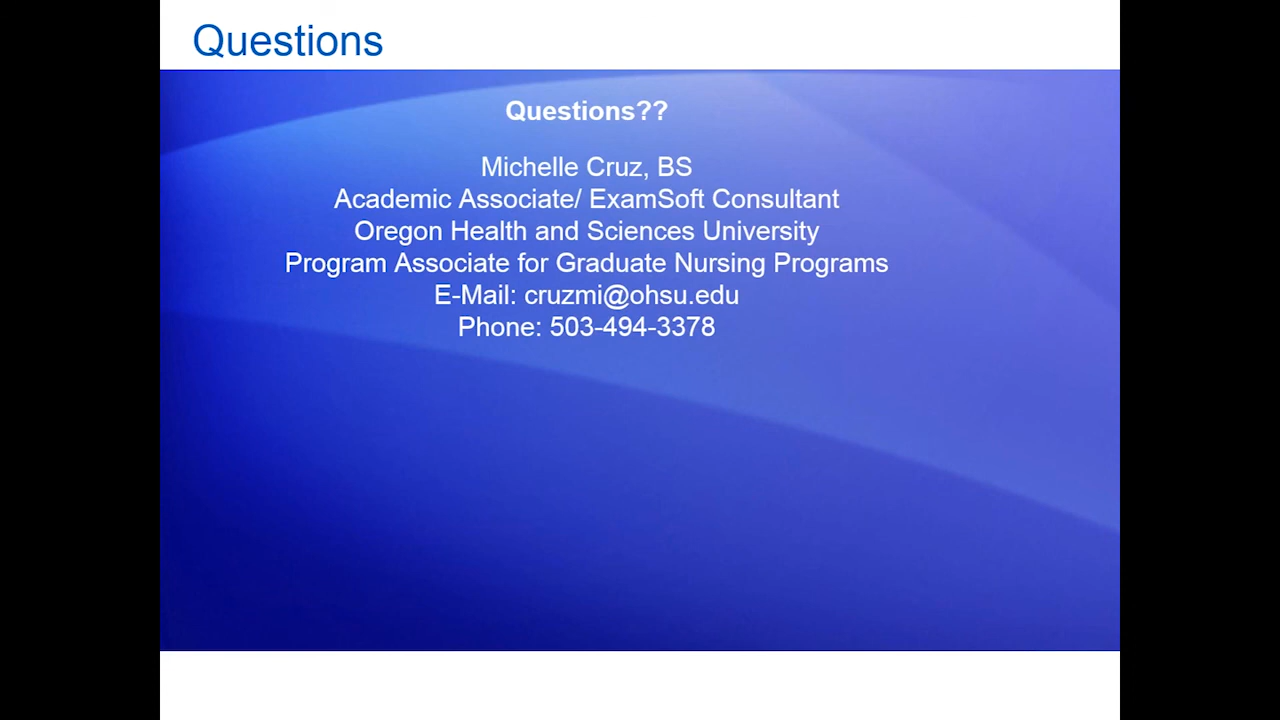 Questions
Questions??
Michelle Cruz, BS
Academic Associate/ ExamSoft Consultant
Oregon Health and Sciences University
Program Associate for Graduate Nursing Programs
E-Mail: cruzmi@ohsu.edu
Phone: 503-494-3378